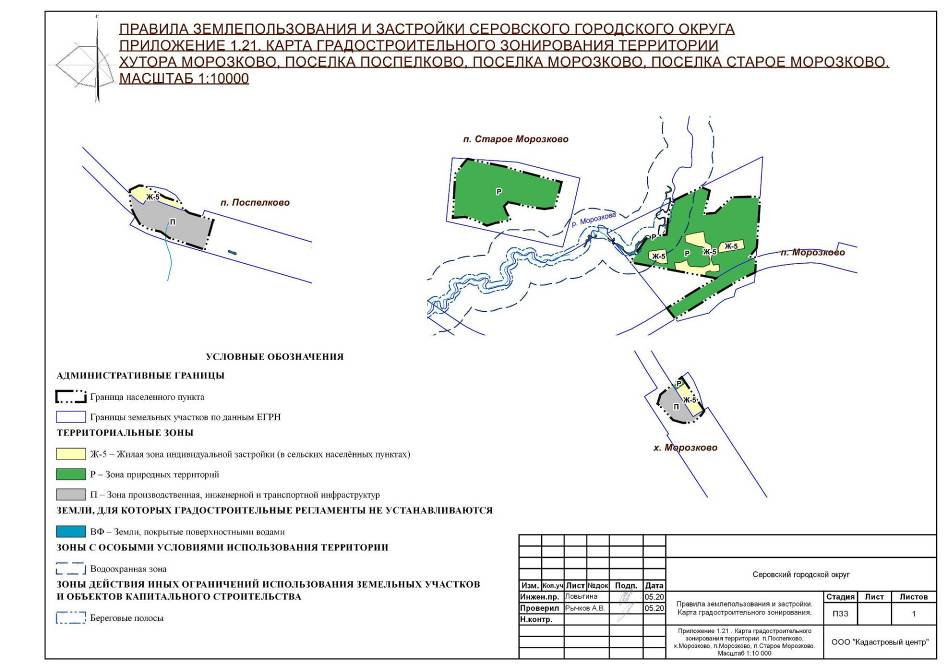 ПРАВИЛА ЗЕМЛЕПОЛЬЗОВАНИЯ И ЗАСТРОЙКИ СЕРОВСКОГО ГОРОДСКОГО ОКРУГА
ПРИЛОЖЕНИЕ 1.21. КАРТА ГРАДОСТРОИТЕЛЬНОГО ЗОНИРОВАНИЯ ТЕРРИТОРИИ
ХУТОРА МОРОЗКОВО, ПОСЕЛКА ПОСПЕЛКОВО, ПОСЕЛКА МОРОЗКОВО, ПОСЕЛКА СТАРОЕ МОРОЗКОВО.
МАСШТАБ 1:10000
п. Старое Морозково
Р
Ж-5
п. Поспелково
П
р. Морозкова
Р
Ж-5
Р
Ж-5
Ж-5
п. Морозково
Р
Ж-5
П
х. Морозково
УСЛОВНЫЕ ОБОЗНАЧЕНИЯ
АДМИНИСТРАТИВНЫЕ ГРАНИЦЫ
Граница населенного пункта
Границы земельных участков по данным ЕГРН
ТЕРРИТОРИАЛЬНЫЕ ЗОНЫ
Ж-5 – Жилая зона индивидуальной застройки (в сельских населённых пунктах)
Р – Зона природных территорий
П – Зона производственная, инженерной и транспортной инфраструктур
ЗЕМЛИ, ДЛЯ КОТОРЫХ ГРАДОСТРОИТЕЛЬНЫЕ РЕГЛАМЕНТЫ НЕ УСТАНАВЛИВАЮТСЯ
ВФ – Земли, покрытые поверхностными водами
ЗОНЫ С ОСОБЫМИ УСЛОВИЯМИ ИСПОЛЬЗОВАНИЯ ТЕРРИТОРИИ
Водоохранная зона
ЗОНЫ ДЕЙСТВИЯ ИНЫХ ОГРАНИЧЕНИЙ ИСПОЛЬЗОВАНИЯ ЗЕМЕЛЬНЫХ УЧАСТКОВ
И ОБЪЕКТОВ КАПИТАЛЬНОГО СТРОИТЕЛЬСТВА
Береговые полосы
Серовский городской округ
Изм. Кол.уч Лист №док Подп. Дата
Инжен.пр. Ловыгина 05.20
Проверил Рычков А.В. 05.20
Н.контр.
Правила землепользования и застройки.
Карта градостроительного зонирования.
Стадия Лист Листов
ПЗЗ 1
Приложение 1.21 . Карта градостроительного
зонирования территории п.Поспелково,
х.Морозково, п.Морозково, п.Старое Морозково.
Масштаб 1:10 000
ООО "Кадастровый центр"